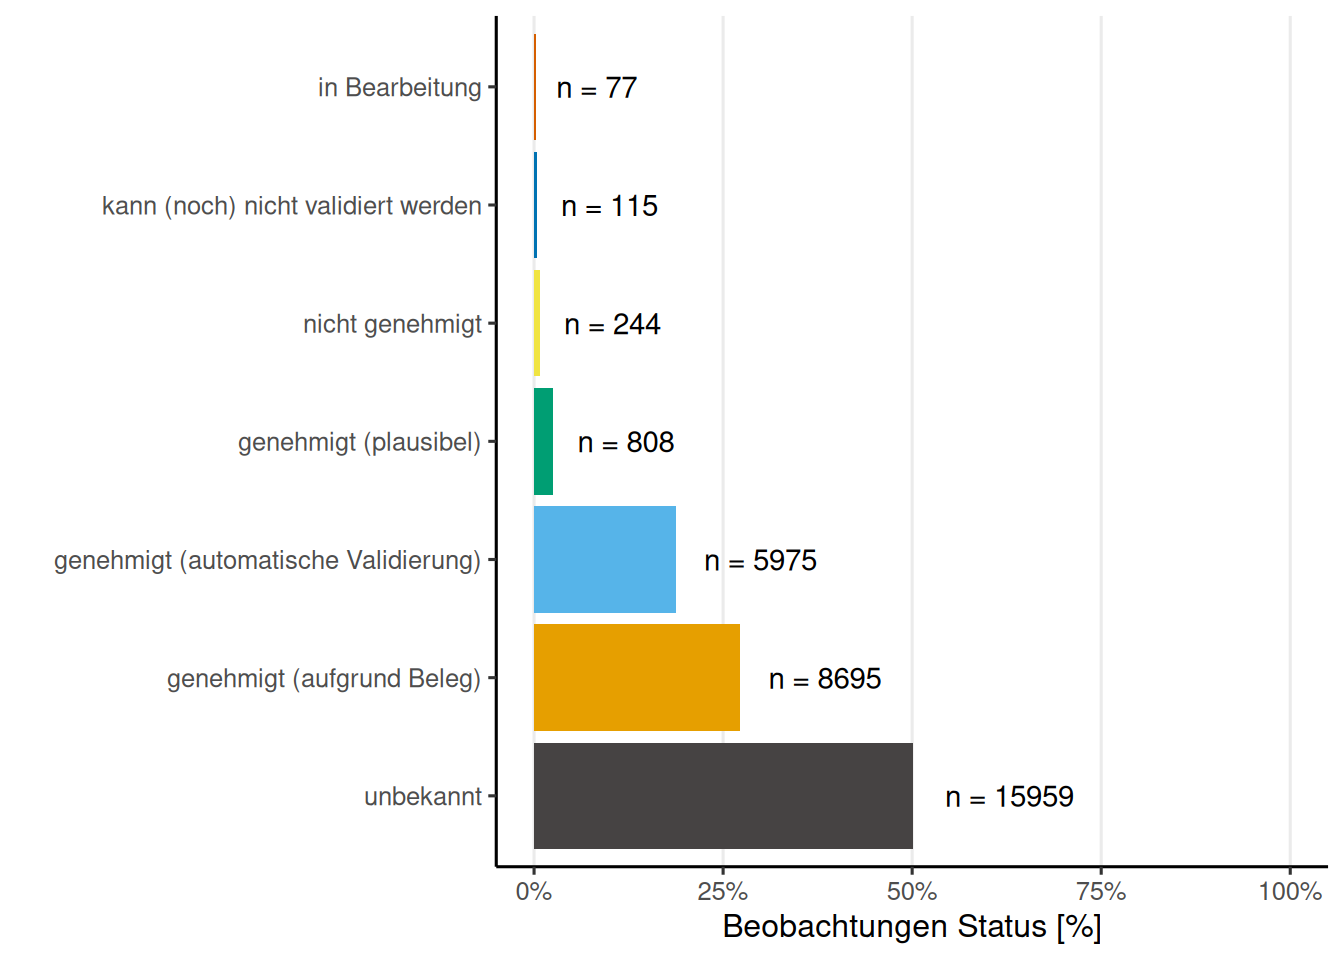 in Bearbeitung
n = 77
kann (noch) nicht validiert werden
n = 115
nicht genehmigt
n = 244
genehmigt (plausibel)
n = 808
genehmigt (automatische Validierung)
n = 5975
genehmigt (aufgrund Beleg)
n = 8695
unbekannt
n = 15959
0%
25%
50%
75%
100%
Beobachtungen Status [%]